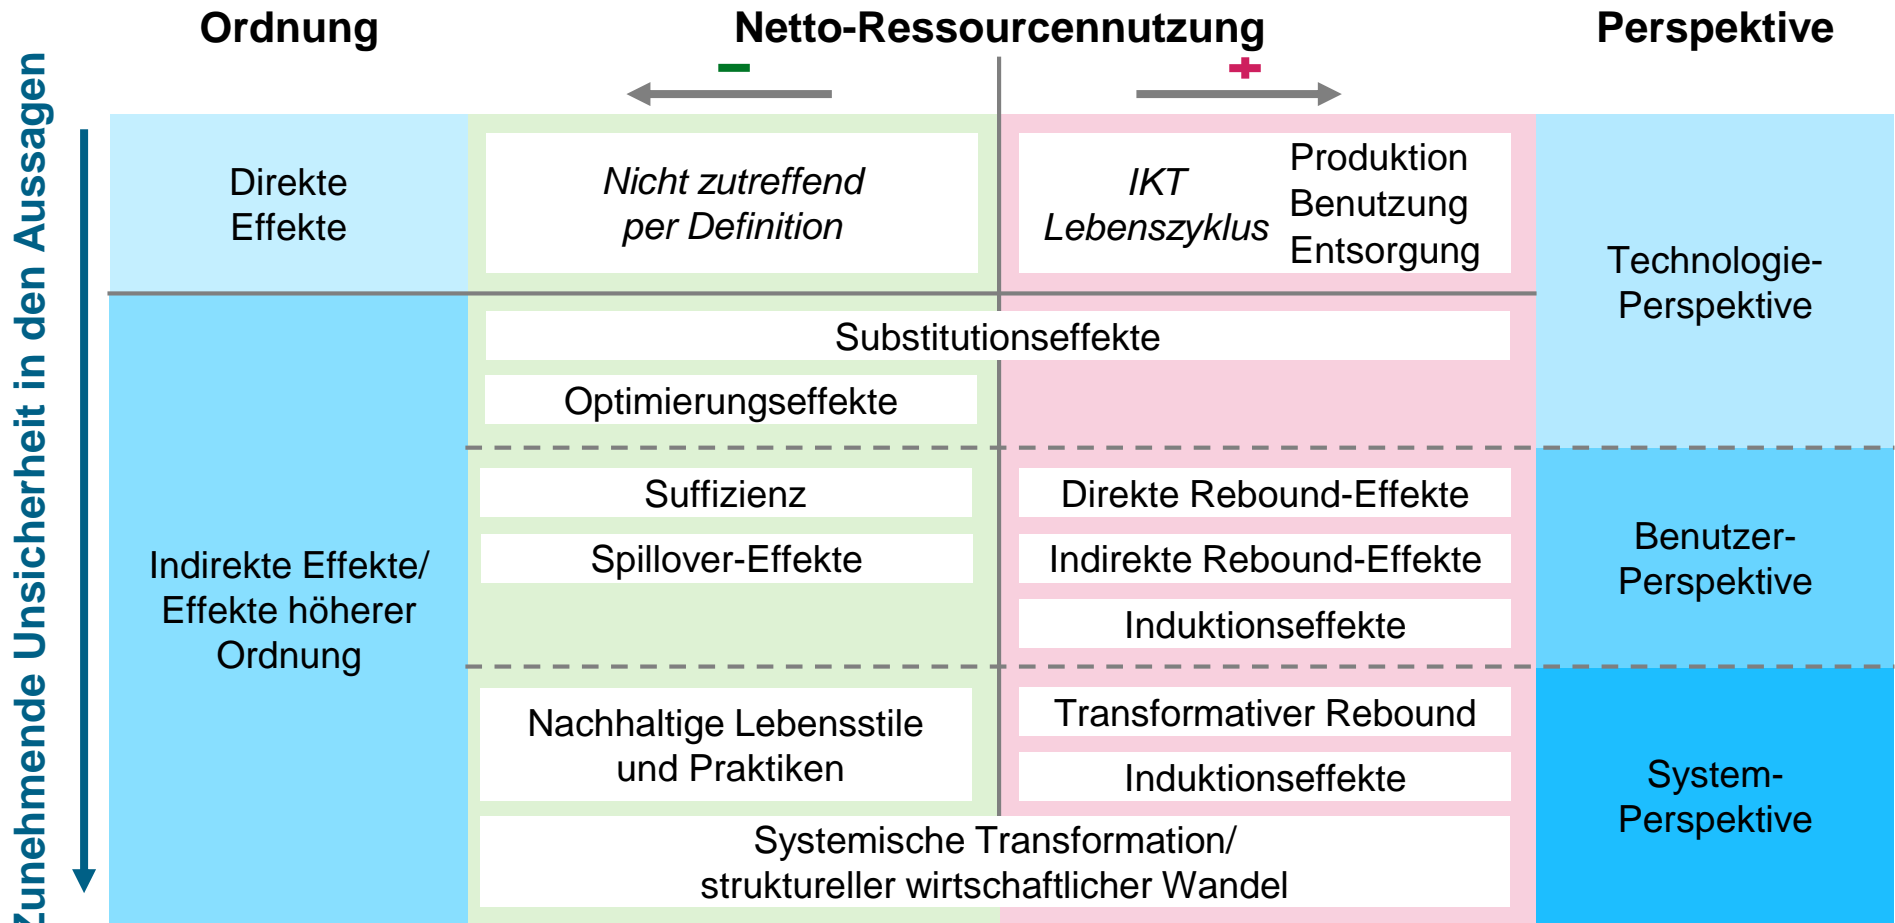 Ordnung
Netto-Ressourcennutzung
Perspektive
−
+
Zunehmende Unsicherheit in den Aussagen
Direkte
Effekte
Nicht zutreffend
per Definition
IKT
Lebenszyklus
Produktion
Benutzung
Entsorgung
Technologie-
Perspektive
Substitutionseffekte
Optimierungseffekte
Indirekte Effekte/
Effekte höherer
Ordnung
Suffizienz
Direkte Rebound-Effekte
Spillover-Effekte
Indirekte Rebound-Effekte
Induktionseffekte
Benutzer-
Perspektive
Nachhaltige Lebensstile
und Praktiken
Transformativer Rebound
Induktionseffekte
System-
Perspektive
Systemische Transformation/
struktureller wirtschaftlicher Wandel